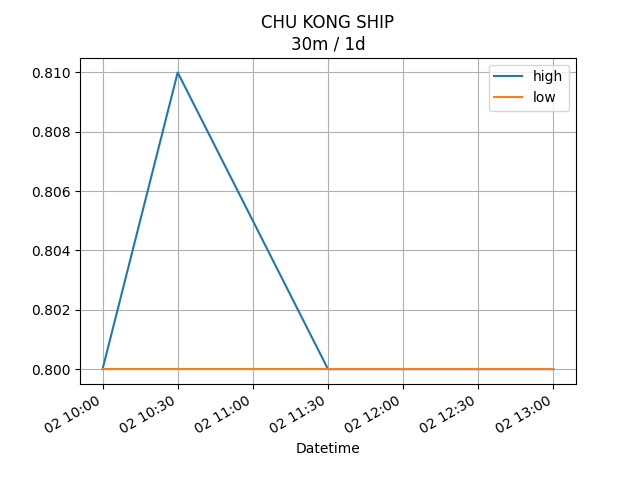 CHU KONG SHIP
30m / 1d
high
low
0.810
0.808
0.806
0.804
0.802
0.800
02 10:00
02 10:30
02 11:00
02 11:30
02 12:00
02 12:30
02 13:00
Datetime